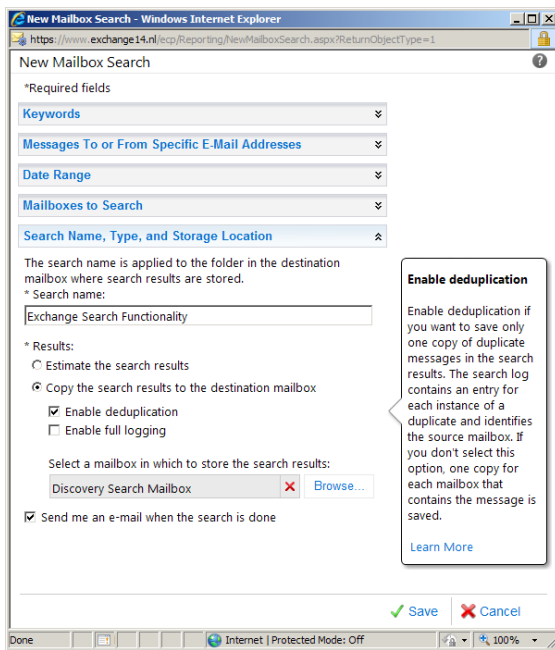 New Mailbox Search - Windows Internet Explorer
https://www.exchange14.nl/ecp/Reporting/NewMailboxSearch.aspx?ReturnObjectType=1
New Mailbox Search
*Required fields
Keywords
Messages To or From Specific E-Mail Addresses
Date Range
Mailboxes to Search
Search Name, Type, and Storage Location
The search name is applied to the folder in the destination
mailbox where search results are stored.
* Search name:
Exchange Search Functionality
* Results:
Estimate the search results
Copy the search results to the destination mailbox
Enable deduplication
Enable full logging
Select a mailbox in which to store the search results:
Discovery Search Mailbox
Browse...
Send me an e-mail when the search is done
Enable deduplication
Enable deduplication if
you want to save only
one copy of duplicate
messages in the search
results. The search log
contains an entry for
each instance of a
duplicate and identifies
the source mailbox. If
you don't select this
option, one copy for
each mailbox that
contains the message is
saved.
Learn More
Save
Cancel
Done
Internet | Protected Mode: Off
100%